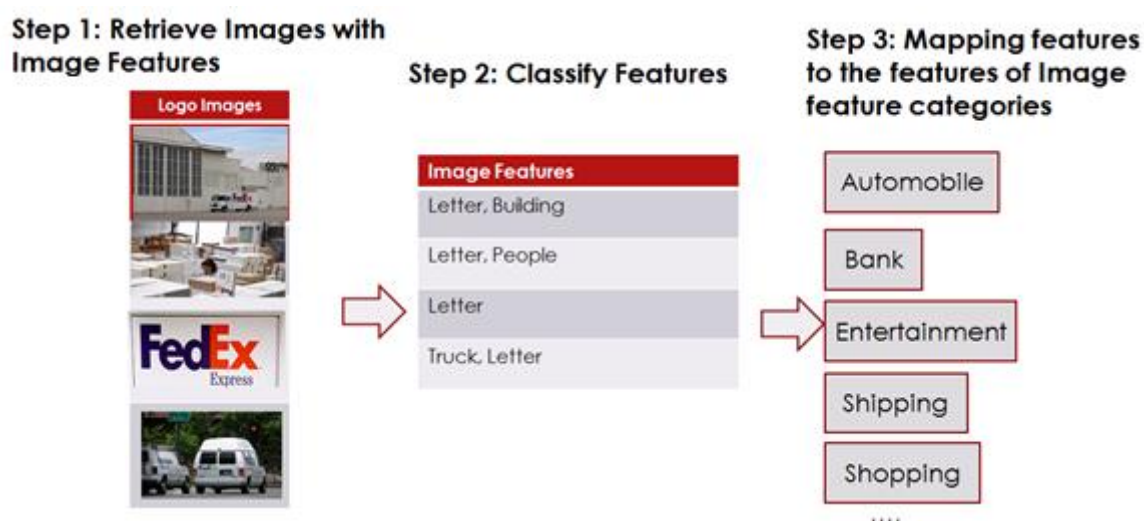 Step 1: Retrieve Images with
Image Features
Logo Images
FedEx
FedEx
Express
Step 2: Classify Features
Image Features
Letter, Building
Letter, People
Letter
Truck, Letter
Step 3: Mapping features
to the features of Image
feature categories
Automobile
Bank
Entertainment
Shipping
Shopping
....